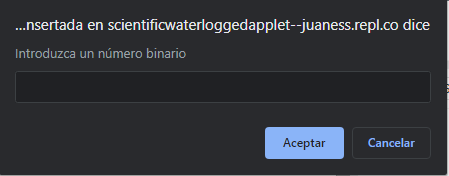 ...nsertada en scientificwaterloggedapplet--juaness.repl.co dice
Introduzca un número binario
Aceptar
Cancelar